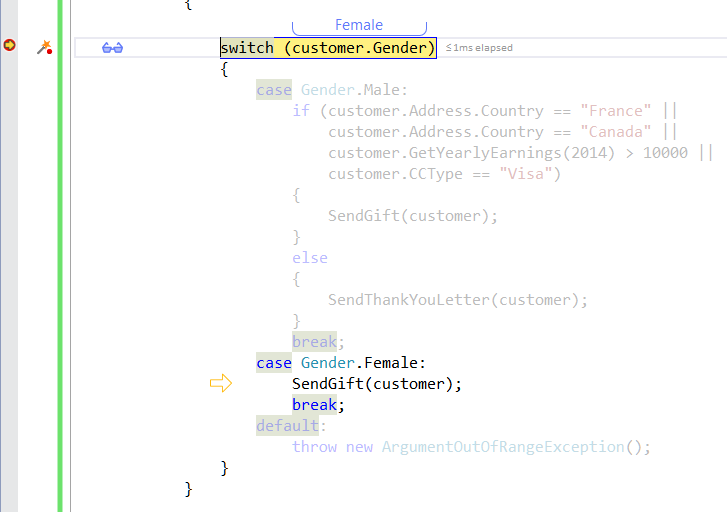 {
Female
switch (customer.Gender) ≤1ms elapsed
{
case Gender.Male:
if (customer.Address.Country == "France" ||
customer.Address.Country == "Canada" ||
customer.GetYearlyEarnings(2014) > 10000 ||
customer.CCType == "Visa")
{
SendGift(customer);
}
else
{
SendThankYouLetter(customer);
}
break;
case Gender.Female:
SendGift(customer);
break;
default:
throw new ArgumentOutOfRangeException();
}
}